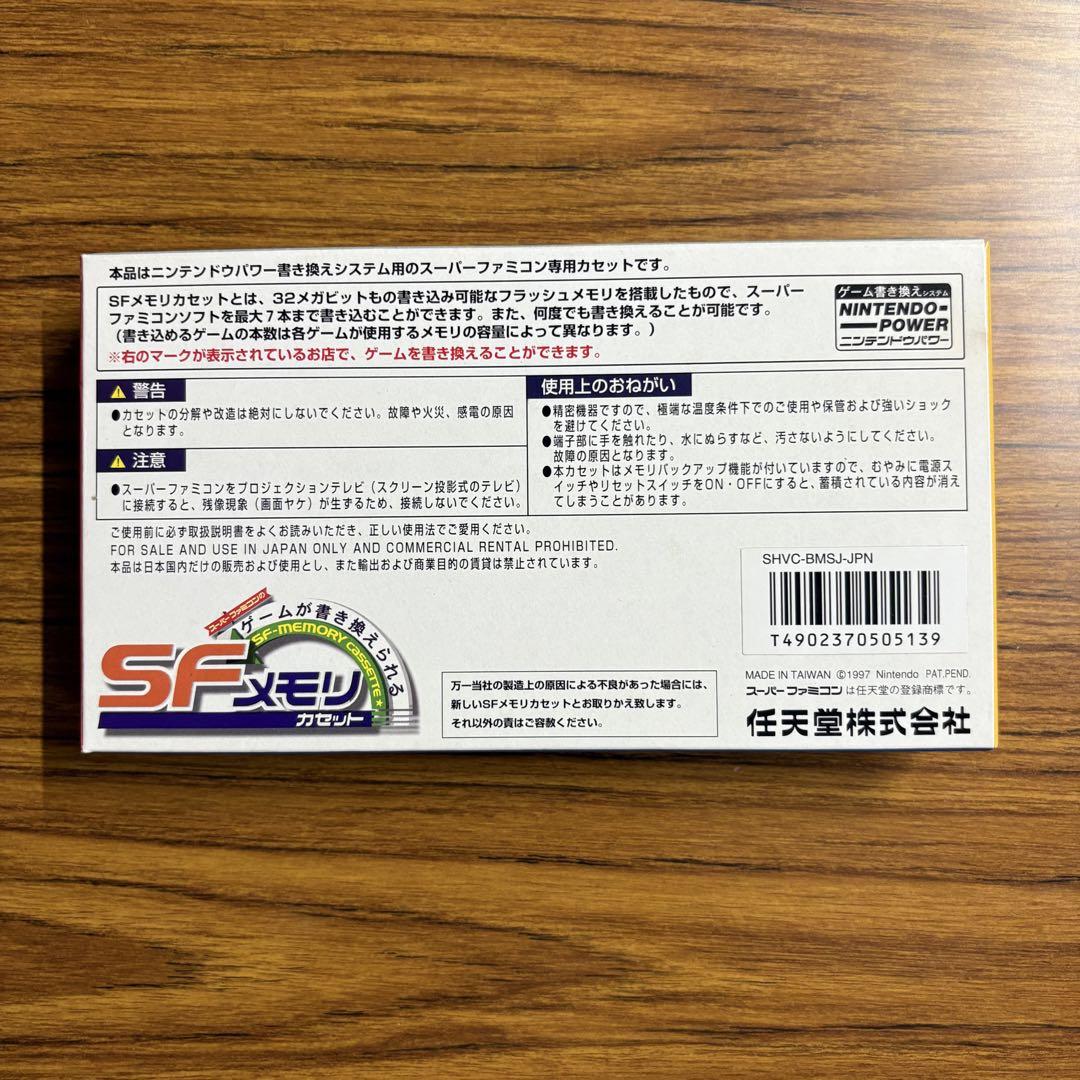 本品はニンテンドウパワー書き換えシステム用のスーパーファミコン専用カセットです。
SFメモリカセットとは、32メガビットもの書き込み可能なフラッシュメモリを搭載したもので、スーパー
ファミコンソフトを最大7本まで書き込むことができます。また、何度でも書き換えることが可能です。
（書き込めるゲームの本数は各ゲームが使用するメモリの容量によって異なります。）
※右のマークが表示されているお店で、ゲームを書き換えることができます。
ゲーム書き換えシステム
NINTENDO-
POWER
ニンテンドウパワー
警告
●カセットの分解や改造は絶対にしないでください。故障や火災、感電の原因
となります。
注意
●スーパーファミコンをプロジェクションテレビ（スクリーン投影式のテレビ）
に接続すると、残像現象（画面ヤケ）が生ずるため、接続しないでください。
使用上のおねがい
●精密機器ですので、極端な温度条件下でのご使用や保管および強いショック
を避けてください。
●端子部に手を触れたり、水にぬらすなど、汚さないようにしてください。
故障の原因となります。
●本カセットはメモリバックアップ機能が付いていますので、むやみに電源ス
イッチやリセットスイッチをON・OFFにすると、蓄積されている内容が消え
てしまうことがあります。
ご使用前に必ず取扱説明書をよくお読みいただき、正しい使用法でご愛用ください。
FOR SALE AND USE IN JAPAN ONLY AND COMMERCIAL RENTAL PROHIBITED.
本品は日本国内だけの販売および使用とし、また輸出および商業目的の賃貸は禁止されています。
SHVC-BMSJ-JPN
T4902370505139
スーパーファミコンの
ゲームが書き換えられる
SF-MEMORY CASSETTE
SFメモリ
カセット
万一当社の製造上の原因による不良があった場合には、
新しいSFメモリカセットとお取りかえ致します。
それ以外の責はご容赦ください。
MADE IN TAIWAN ©1997 Nintendo PAT.PEND.
スーパーファミコンは任天堂の登録商標です。
任天堂株式会社